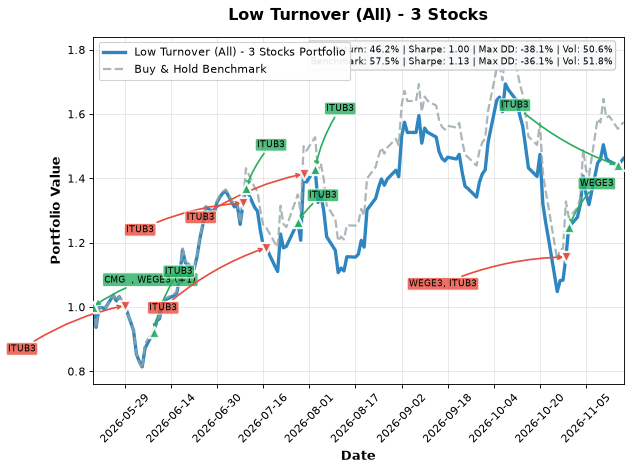 Low Turnover (All) - 3 Stocks
Low Turnover (All) - 3 Stocks Portfolio
Buy & Hold Benchmark
46.2% | Sharpe: 1.00 | Max DD: -38.1% | Vol: 50.6%
57.5% | Sharpe: 1.13 | Max DD: -36.1% | Vol: 51.8%
Portfolio Value
1.8
1.6
1.4
1.2
1.0
0.8
ITUB3
ITUB3
ITUB3
ITUB3
WEGE3
ITUB3
ITUB3
ITUB3
ITUB3
CMG , WEGE3 (+1)
WEGE3, ITUB3
ITUB3
ITUB3
2026-05-29
2026-06-14
2026-06-30
2026-07-16
2026-08-01
2026-08-17
2026-09-02
2026-09-18
2026-10-04
2026-10-20
2026-11-05
Date